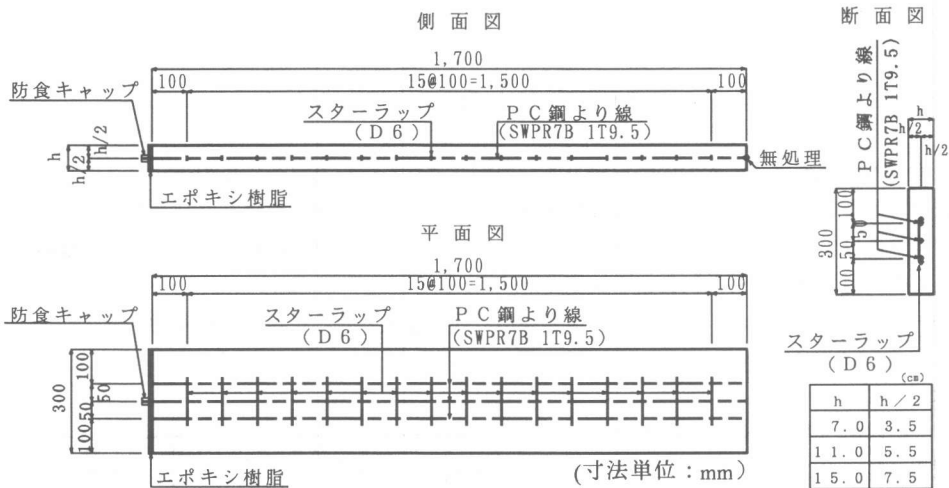 側面図
1,700
100
15@100=1,500
100
防食キャップ
スターラップ
(D6)
PC鋼より線
(SWPR7B 1T9.5)
h
h/2
h/2
無処理
エポキシ樹脂
平面図
1,700
100
15@100=1,500
100
防食キャップ
スターラップ
(D6)
PC鋼より線
(SWPR7B 1T9.5)
300
100
50
50
100
エポキシ樹脂
(寸法単位:mm)
断面図
PC鋼より線
(SWPR7B 1T9.5)
h
h/2
h/2
300
100
50
50
00
スターラップ
(D6)
(cm)
h h/2
7.0 3.5
11.0 5.5
15.0 7.5